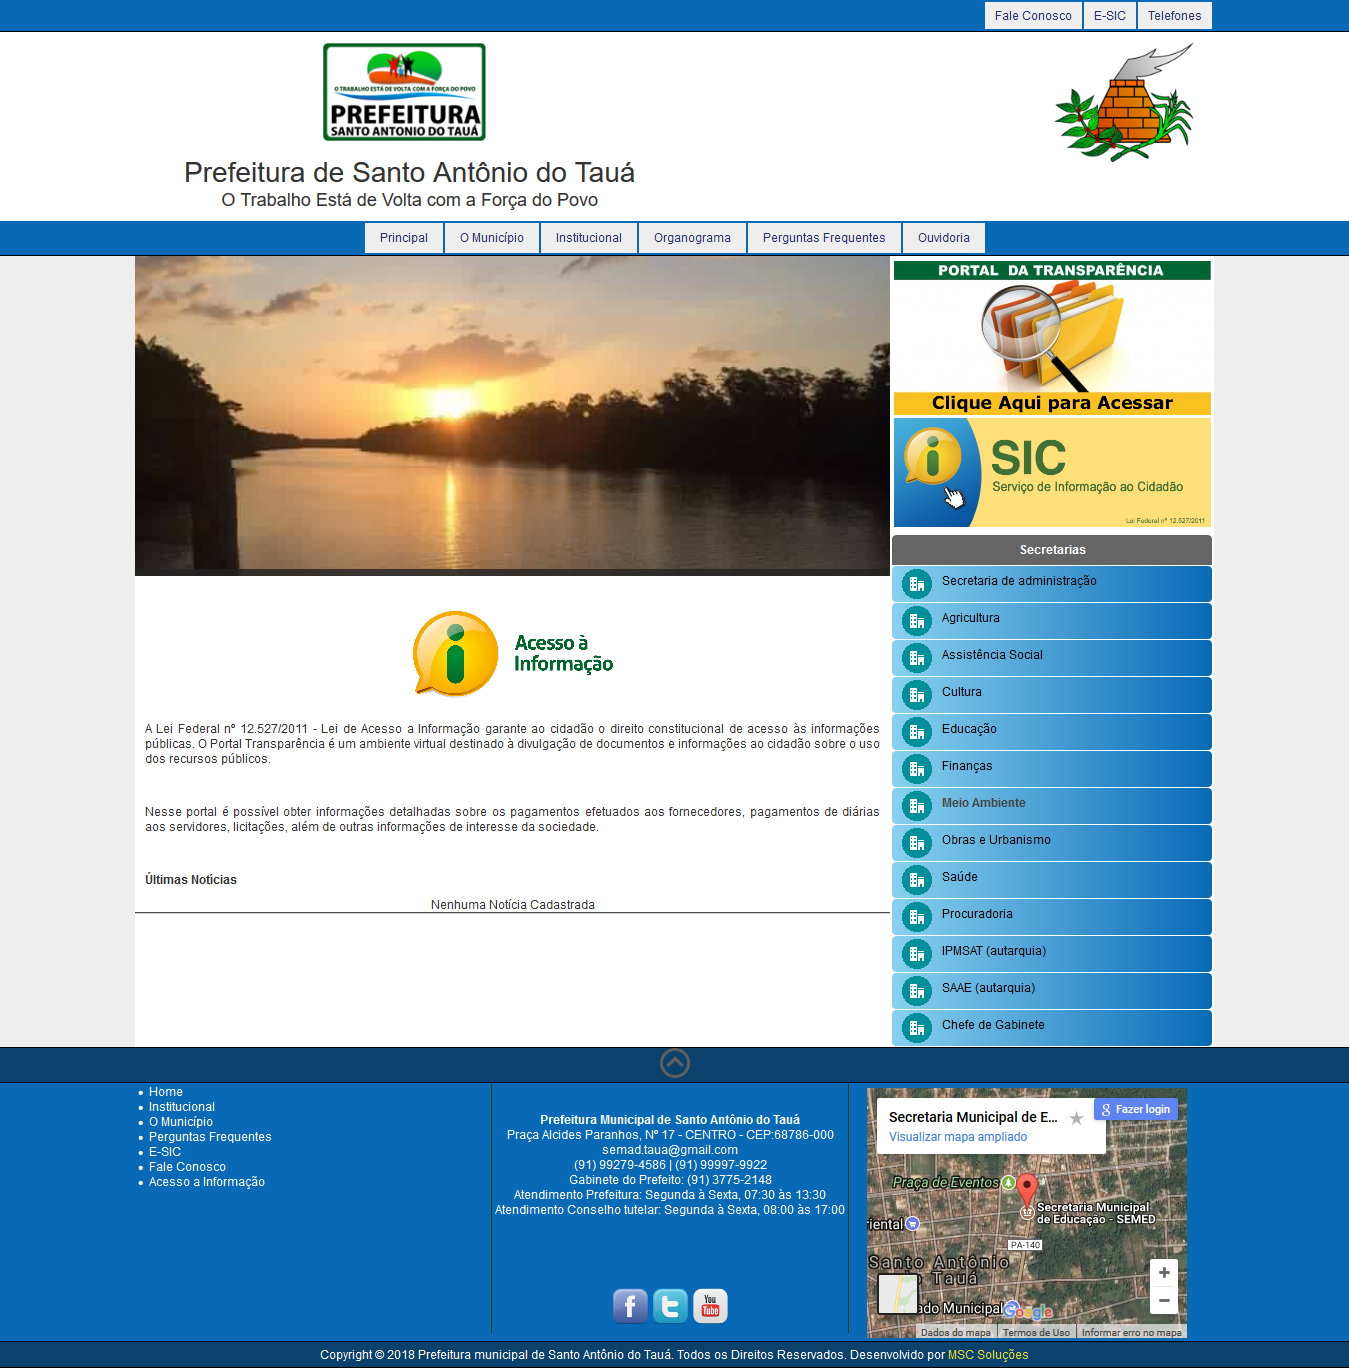 Fale Conosco
E-SIC
Telefones
O TRABALHO ESTÁ DE VOLTA COM A FORÇA DO POVO
PREFEITURA
SANTO ANTONIO DO TAUÁ
Prefeitura de Santo Antônio do Tauá
O Trabalho Está de Volta com a Força do Povo
Principal
O Município
Institucional
Organograma
Perguntas Frequentes
Ouvidoria
PORTAL DA TRANSPARÊNCIA
Clique Aqui para Acessar
SIC
Serviço de Informação ao Cidadão
Lei Federal nº 12.527/2011
Secretarias
Secretaria de administração
Agricultura
Assistência Social
Cultura
Educação
Finanças
Meio Ambiente
Obras e Urbanismo
Saúde
Procuradoria
IPMSAT (autarquia)
SAAE (autarquia)
Chefe de Gabinete
Acesso à
Informação
A Lei Federal nº 12.527/2011 - Lei de Acesso a Informação garante ao cidadão o direito constitucional de acesso às informações
públicas. O Portal Transparência é um ambiente virtual destinado à divulgação de documentos e informações ao cidadão sobre o uso
dos recursos públicos.
Nesse portal é possível obter informações detalhadas sobre os pagamentos efetuados aos fornecedores, pagamentos de diárias
aos servidores, licitações, além de outras informações de interesse da sociedade.
Últimas Notícias
Nenhuma Notícia Cadastrada
Home
Institucional
O Município
Perguntas Frequentes
E-SIC
Fale Conosco
Acesso a Informação
Prefeitura Municipal de Santo Antônio do Tauá
Praça Alcides Paranhos, Nº 17 - CENTRO - CEP:68786-000
semad.taua@gmail.com
(91) 99279-4586 | (91) 99997-9922
Gabinete do Prefeito: (91) 3775-2148
Atendimento Prefeitura: Segunda à Sexta, 07:30 às 13:30
Atendimento Conselho tutelar: Segunda à Sexta, 08:00 às 17:00
You
Tube
Secretaria Municipal de E...
Visualizar mapa ampliado
Fazer login
Praça de Eventos
Secretaria Municipal
de Educação - SEMED
riental
PA-140
Santo Antônio
Tauá
ado Municipal
Google
Dados do mapa
Termos de Uso
Informar erro no mapa
Copyright © 2018 Prefeitura municipal de Santo Antônio do Tauá. Todos os Direitos Reservados. Desenvolvido por MSC Soluções